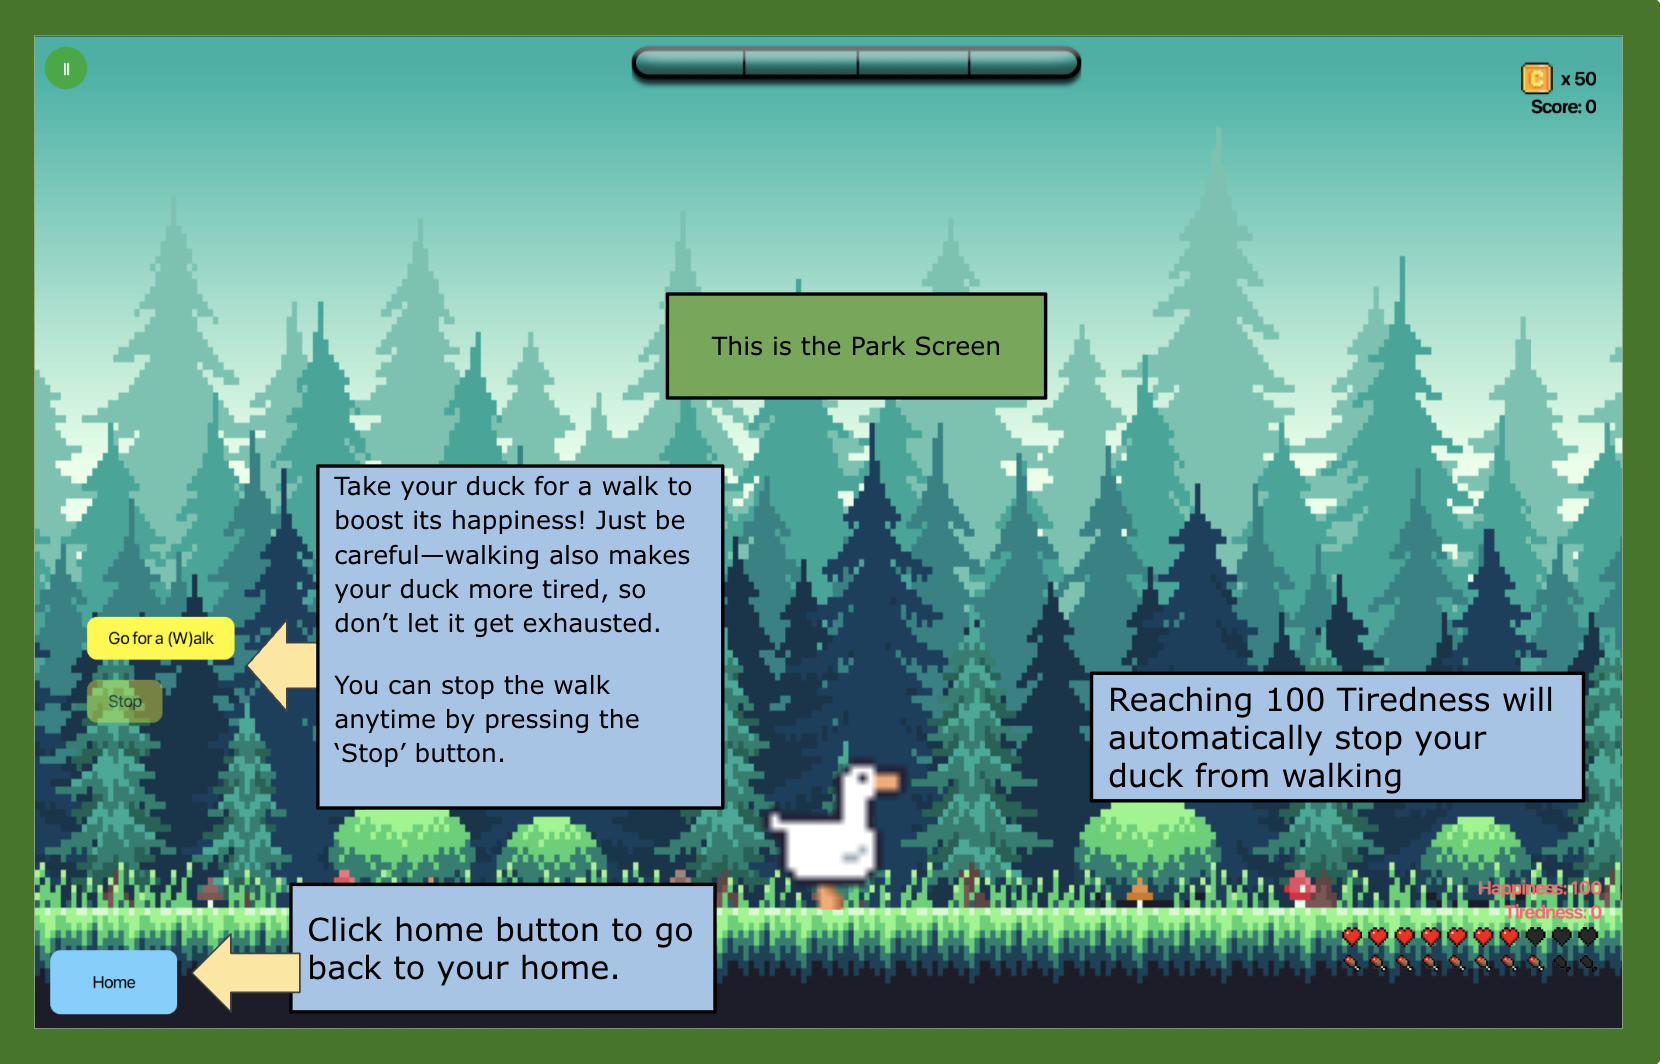 II
C x 50
Score: 0
This is the Park Screen
Take your duck for a walk to
boost its happiness! Just be
careful—walking also makes
your duck more tired, so
don’t let it get exhausted.
You can stop the walk
anytime by pressing the
‘Stop’ button.
Go for a (W)alk
Stop
Reaching 100 Tiredness will
automatically stop your
duck from walking
Happiness: 100
Tiredness: 0
Click home button to go
back to your home.
Home